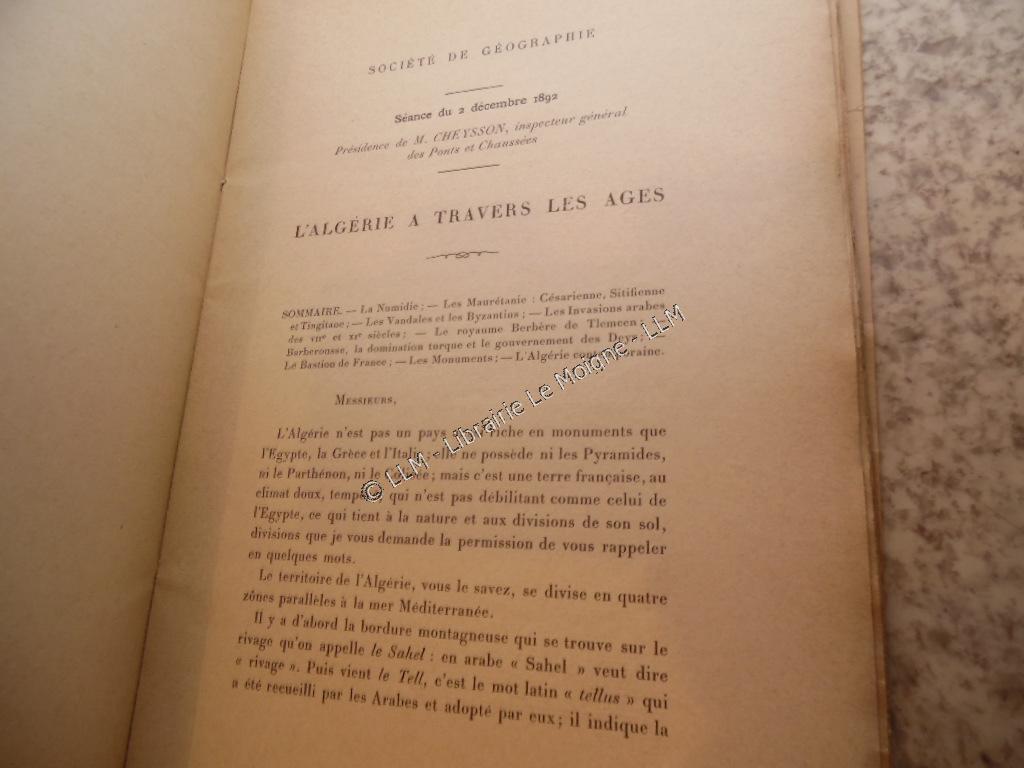 SOCIÉTÉ DE GÉOGRAPHIE
Séance du 2 décembre 1892
Présidence de M. CHEYSSON, inspecteur général
des Ponts et Chaussées
L'ALGÉRIE A TRAVERS LES AGES
SOMMAIRE. — La Numidie ; — Les Maurétanie : Césarienne, Sitifienne
et Tingitane ; — Les Vandales et les Byzantins ; — Les Invasions arabes
des VIIe et XIe siècles ; — Le royaume Berbère de Tlemcen ; —
Barberousse, la domination turque et le gouvernement des Deys ; —
Le Bastion de France ; — Les Monuments ; — L'Algérie contemporaine.
MESSIEURS,
L'Algérie n'est pas un pays riche en monuments que
l'Egypte, la Grèce et l'Italie ; elle ne possède ni les Pyramides,
ni le Parthénon, ni le ; mais c'est une terre française, au
climat doux, qui n'est pas débilitant comme celui de
l'Egypte, ce qui tient à la nature et aux divisions de son sol,
divisions que je vous demande la permission de vous rappeler
en quelques mots.
Le territoire de l'Algérie, vous le savez, se divise en quatre
zônes parallèles à la mer Méditerranée.
Il y a d'abord la bordure montagneuse qui se trouve sur le
rivage qu'on appelle le Sahel : en arabe « Sahel » veut dire
« rivage ». Puis vient le Tell, c'est le mot latin « tellus » qui
a été recueilli par les Arabes et adopté par eux; il indique la
© LLM - Librairie Le Moigne - LLM